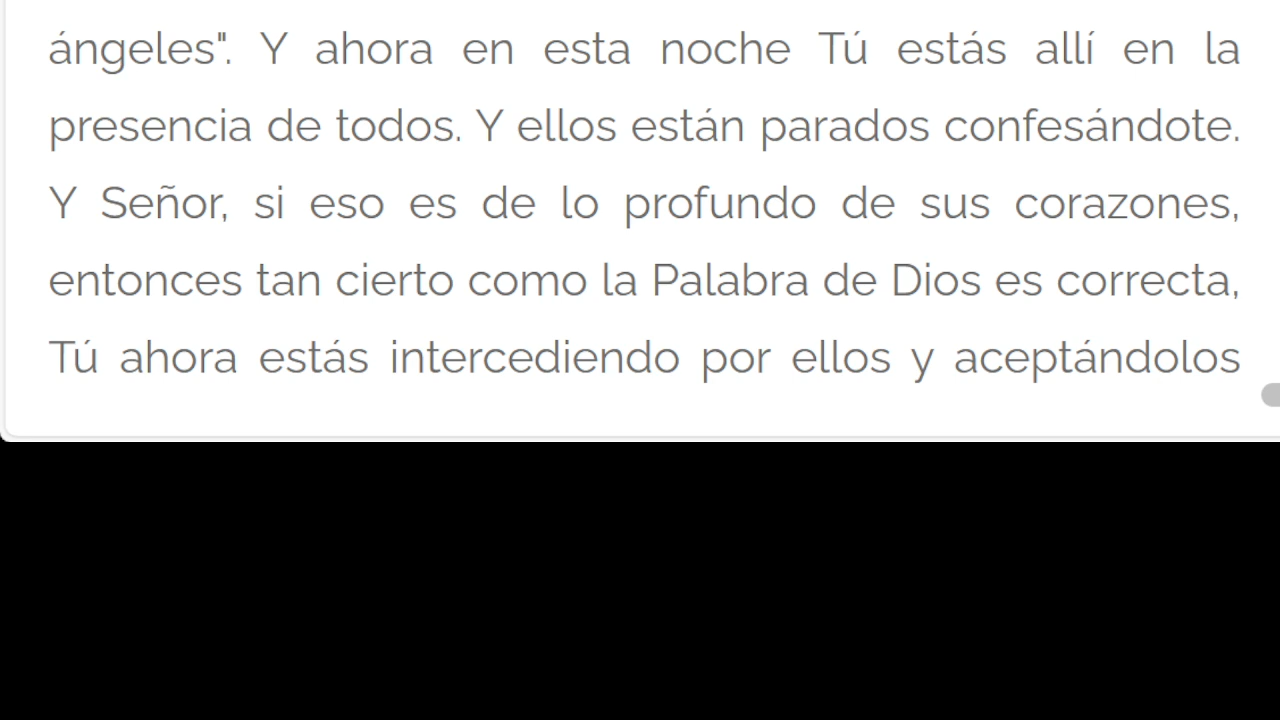 ángeles". Y ahora en esta noche Tú estás allí en la
presencia de todos. Y ellos están parados confesándote.
Y Señor, si eso es de lo profundo de sus corazones,
entonces tan cierto como la Palabra de Dios es correcta,
Tú ahora estás intercediendo por ellos y aceptándolos